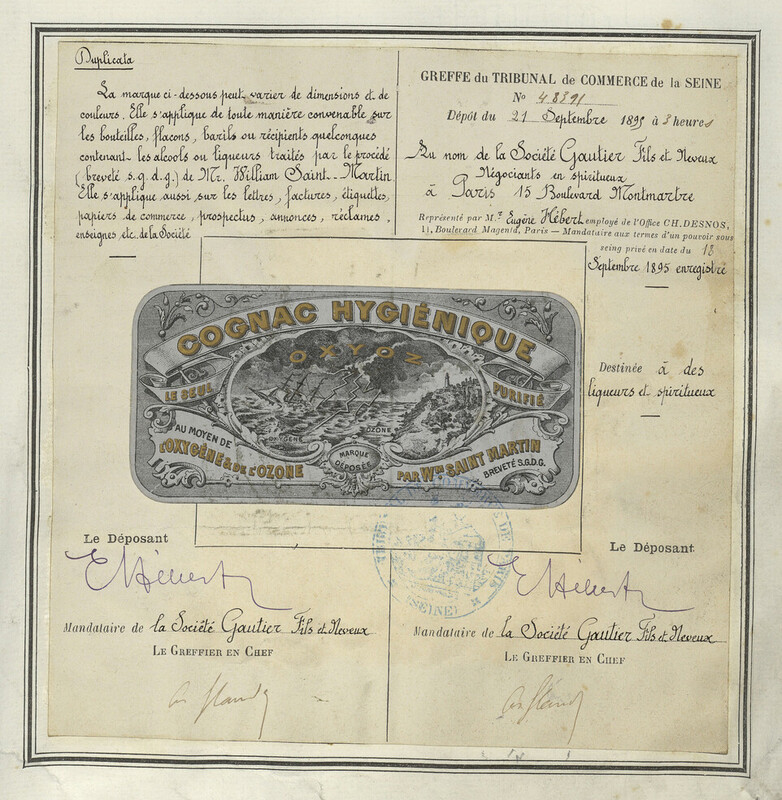 Duplicata
La marque ci-dessous peut varier de dimensions et de
couleurs. Elle s'applique de toute manière convenable sur
les bouteilles, flacons, barils ou récipients quelconques
contenant les alcools ou liqueurs traités par le procédé
(breveté s.g.d.g.) de Mr. William Saint-Martin
Elle s'applique aussi, sur les lettres, factures, étiquettes,
papiers de commerce, prospectus, annonces, réclames,
enseignes, etc. de la Société
GREFFE du TRIBUNAL de COMMERCE de la SEINE
No 48391
Dépôt du 21 Septembre 1895 à 3 heures
Au nom de la Société Gautier Fils et Neveux
Négociants en spiritueux
à Paris 15 Boulevard Montmartre
Représenté par M.r Eugène Hébert employé de l'Office CH. DESNOS,
11, Boulevard Magenta, Paris — Mandataire aux termes d'un pouvoir sous
seing privé en date du 18
Septembre 1895 enregistré
Destinée à des
liqueurs et spiritueux
COGNAC HYGIÉNIQUE
OXYOZ
LE SEUL PURIFIÉ
OXYGÈNE OZONE
AU MOYEN DE
L'OXYGÈNE & DE L'OZONE
MARQUE
DÉPOSÉE
PAR Wm SAINT MARTIN
BREVETÉ S.G.D.G.
(SEINE)
Le Déposant
E Hébert
Mandataire de la Société Gautier Fils et Neveux
LE GREFFIER EN CHEF
Le Déposant
E Hébert
Mandataire de la Société Gautier Fils et Neveux
LE GREFFIER EN CHEF